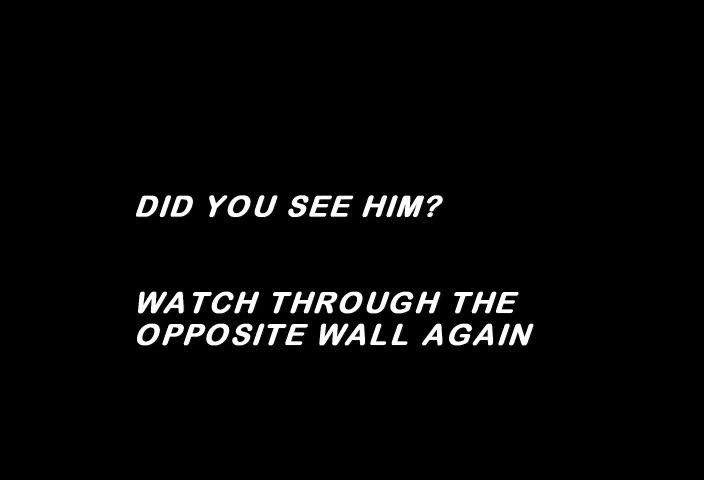 DID YOU SEE HIM?
WATCH THROUGH THE
OPPOSITE WALL AGAIN